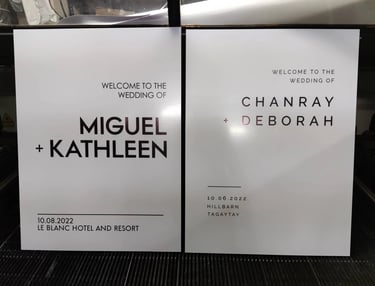 WELCOME TO THE
WEDDING OF
MIGUEL
+ KATHLEEN
10.08.2022
LE BLANC HOTEL AND RESORT
WELCOME TO THE
WEDDING OF
CHANRAY
+ DEBORAH
10.06.2022
HILLBARN
TAGAYTAY